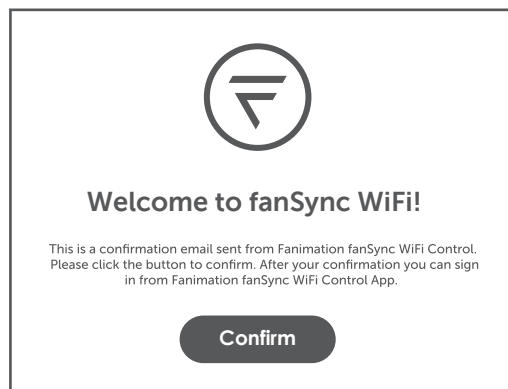 Welcome to fanSync WiFi!
This is a confirmation email sent from Fanimation fanSync WiFi Control.
Please click the button to confirm. After your confirmation you can sign
in from Fanimation fanSync WiFi Control App.
Confirm